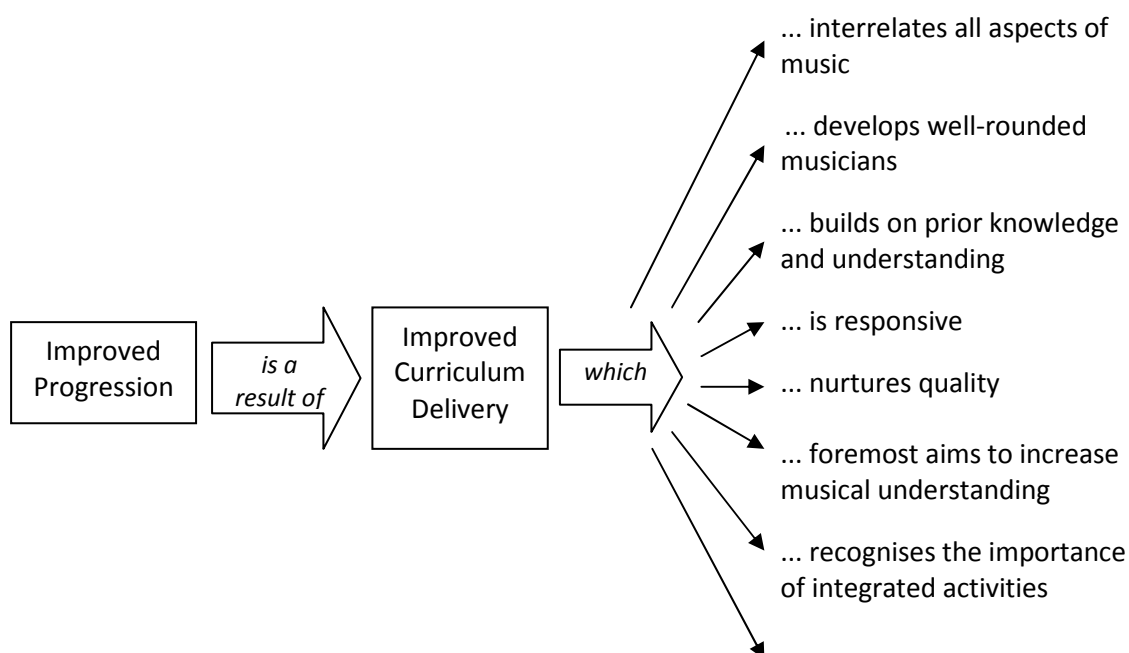 Improved
Progression
is a
result of
Improved
Curriculum
Delivery
which
... interrelates all aspects of
music
... develops well-rounded
musicians
... builds on prior knowledge
and understanding
... is responsive
... nurtures quality
... foremost aims to increase
musical understanding
... recognises the importance
of integrated activities